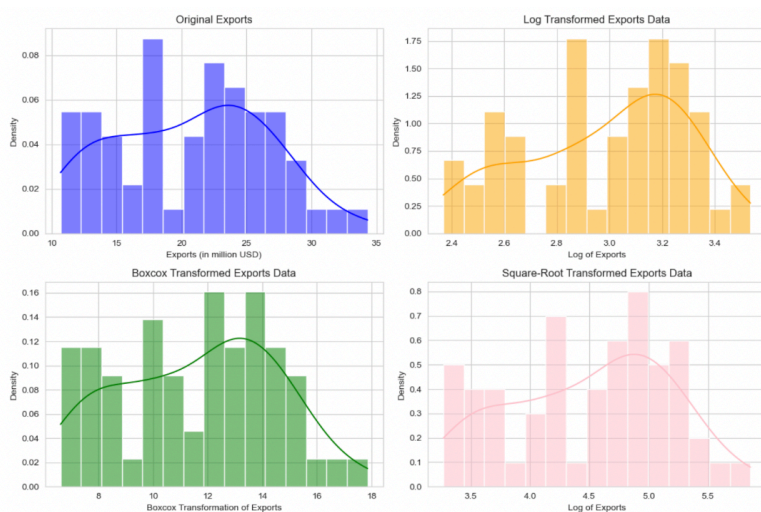 Original Exports
0.08
0.06
0.04
0.02
0.00
Density
10 15 20 25 30 35
Exports (in million USD)
Log Transformed Exports Data
1.75
1.50
1.25
1.00
0.75
0.50
0.25
0.00
Density
2.4 2.6 2.8 3.0 3.2 3.4
Log of Exports
Boxcox Transformed Exports Data
0.16
0.14
0.12
0.10
0.08
0.06
0.04
0.02
0.00
Density
8 10 12 14 16 18
Boxcox Transformation of Exports
Square-Root Transformed Exports Data
0.8
0.7
0.6
0.5
0.4
0.3
0.2
0.1
0.0
Density
3.5 4.0 4.5 5.0 5.5
Log of Exports